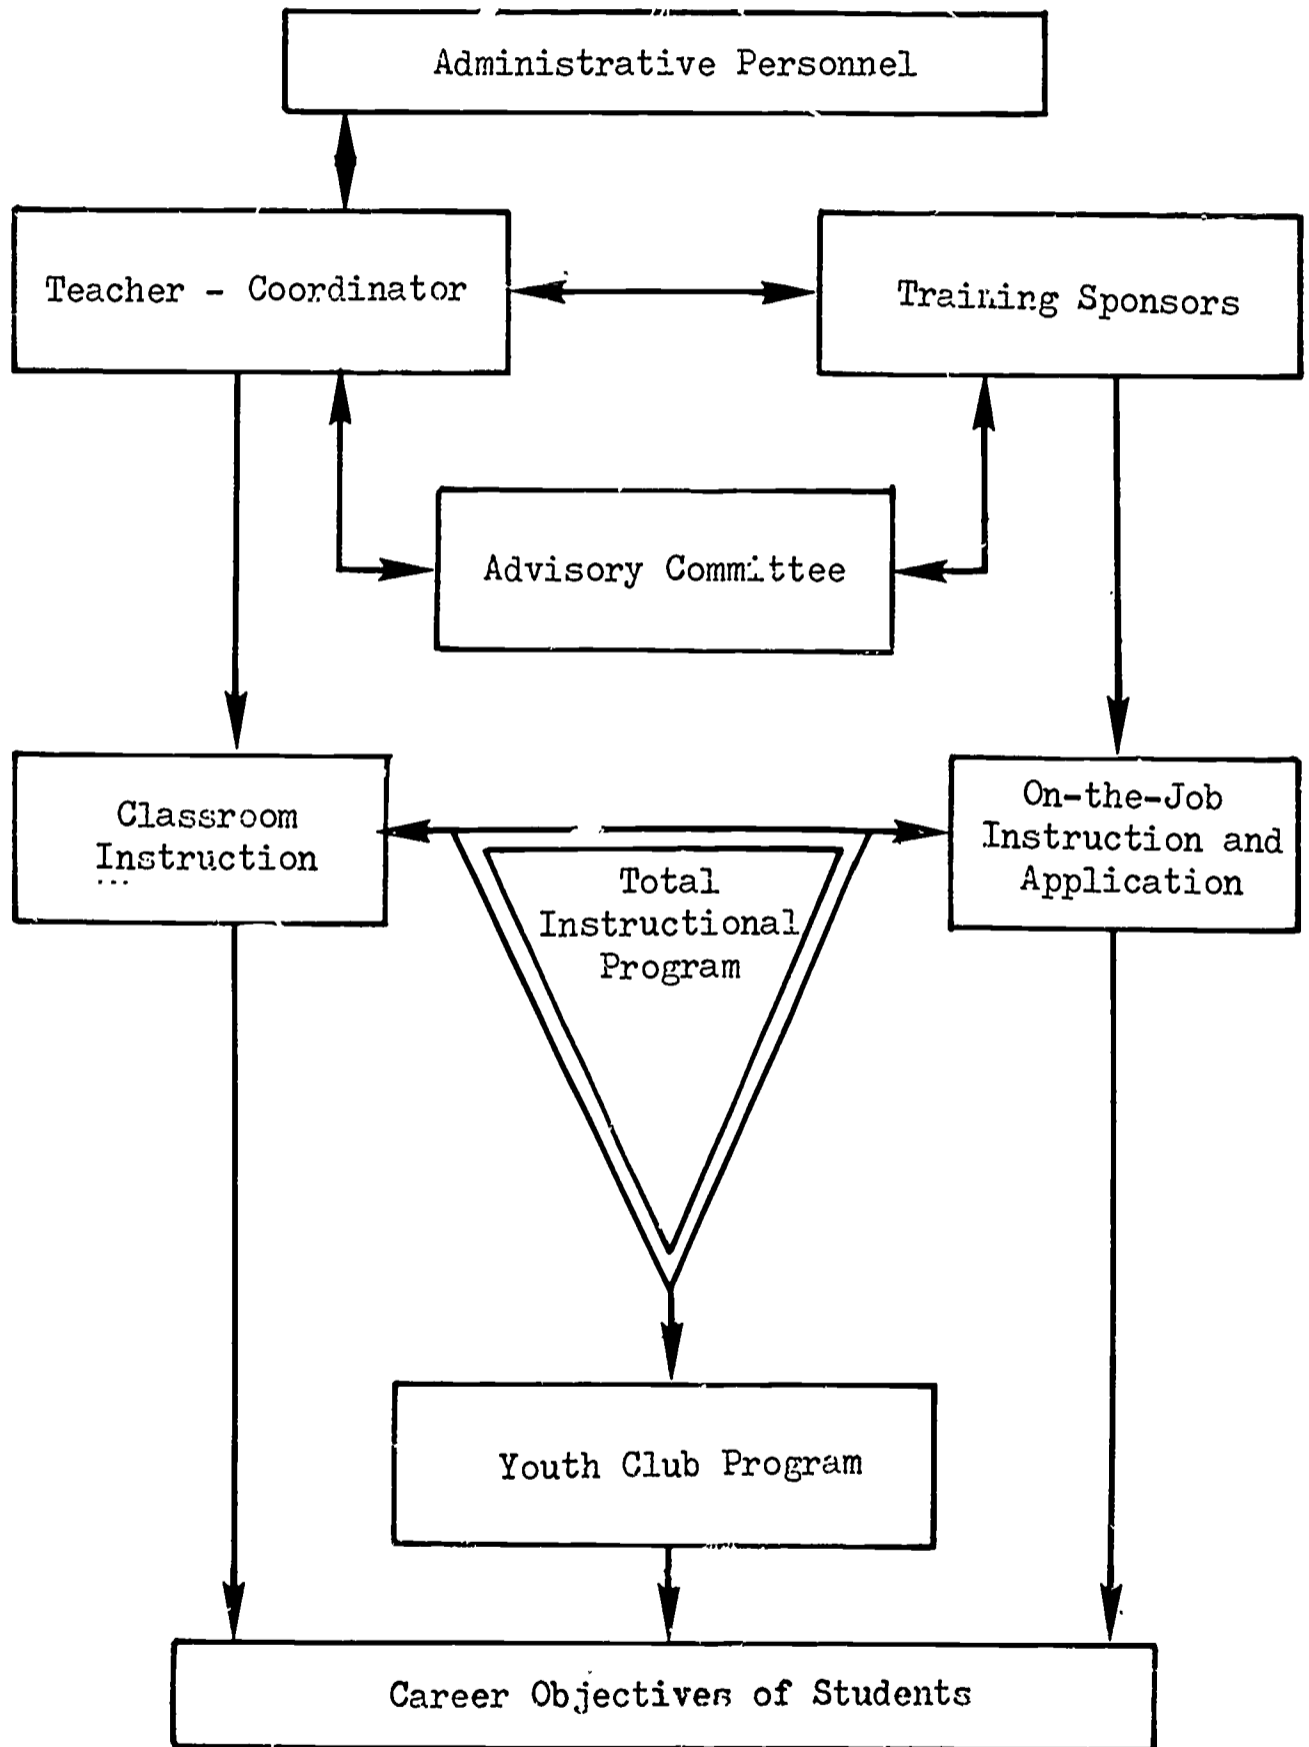 Administrative Personnel
Teacher - Coordinator
Training Sponsors
Advisory Committee
Classroom
Instruction
On-the-Job
Instruction and
Application
Total
Instructional
Program
Youth Club Program
Career Objectives of Students